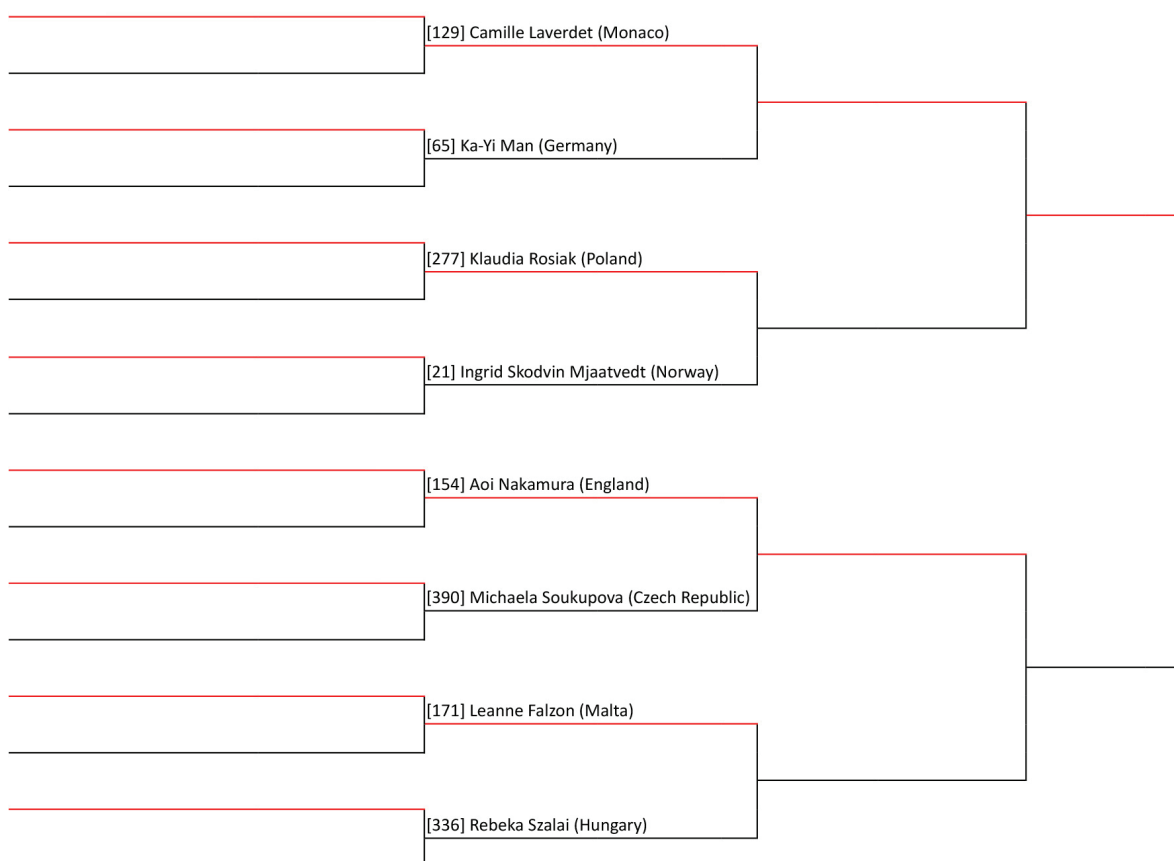 [129] Camille Laverdet (Monaco)
[65] Ka-Yi Man (Germany)
[277] Klaudia Rosiak (Poland)
[21] Ingrid Skodvin Mjaatvedt (Norway)
[154] Aoi Nakamura (England)
[390] Michaela Soukupova (Czech Republic)
[171] Leanne Falzon (Malta)
[336] Rebeka Szalai (Hungary)